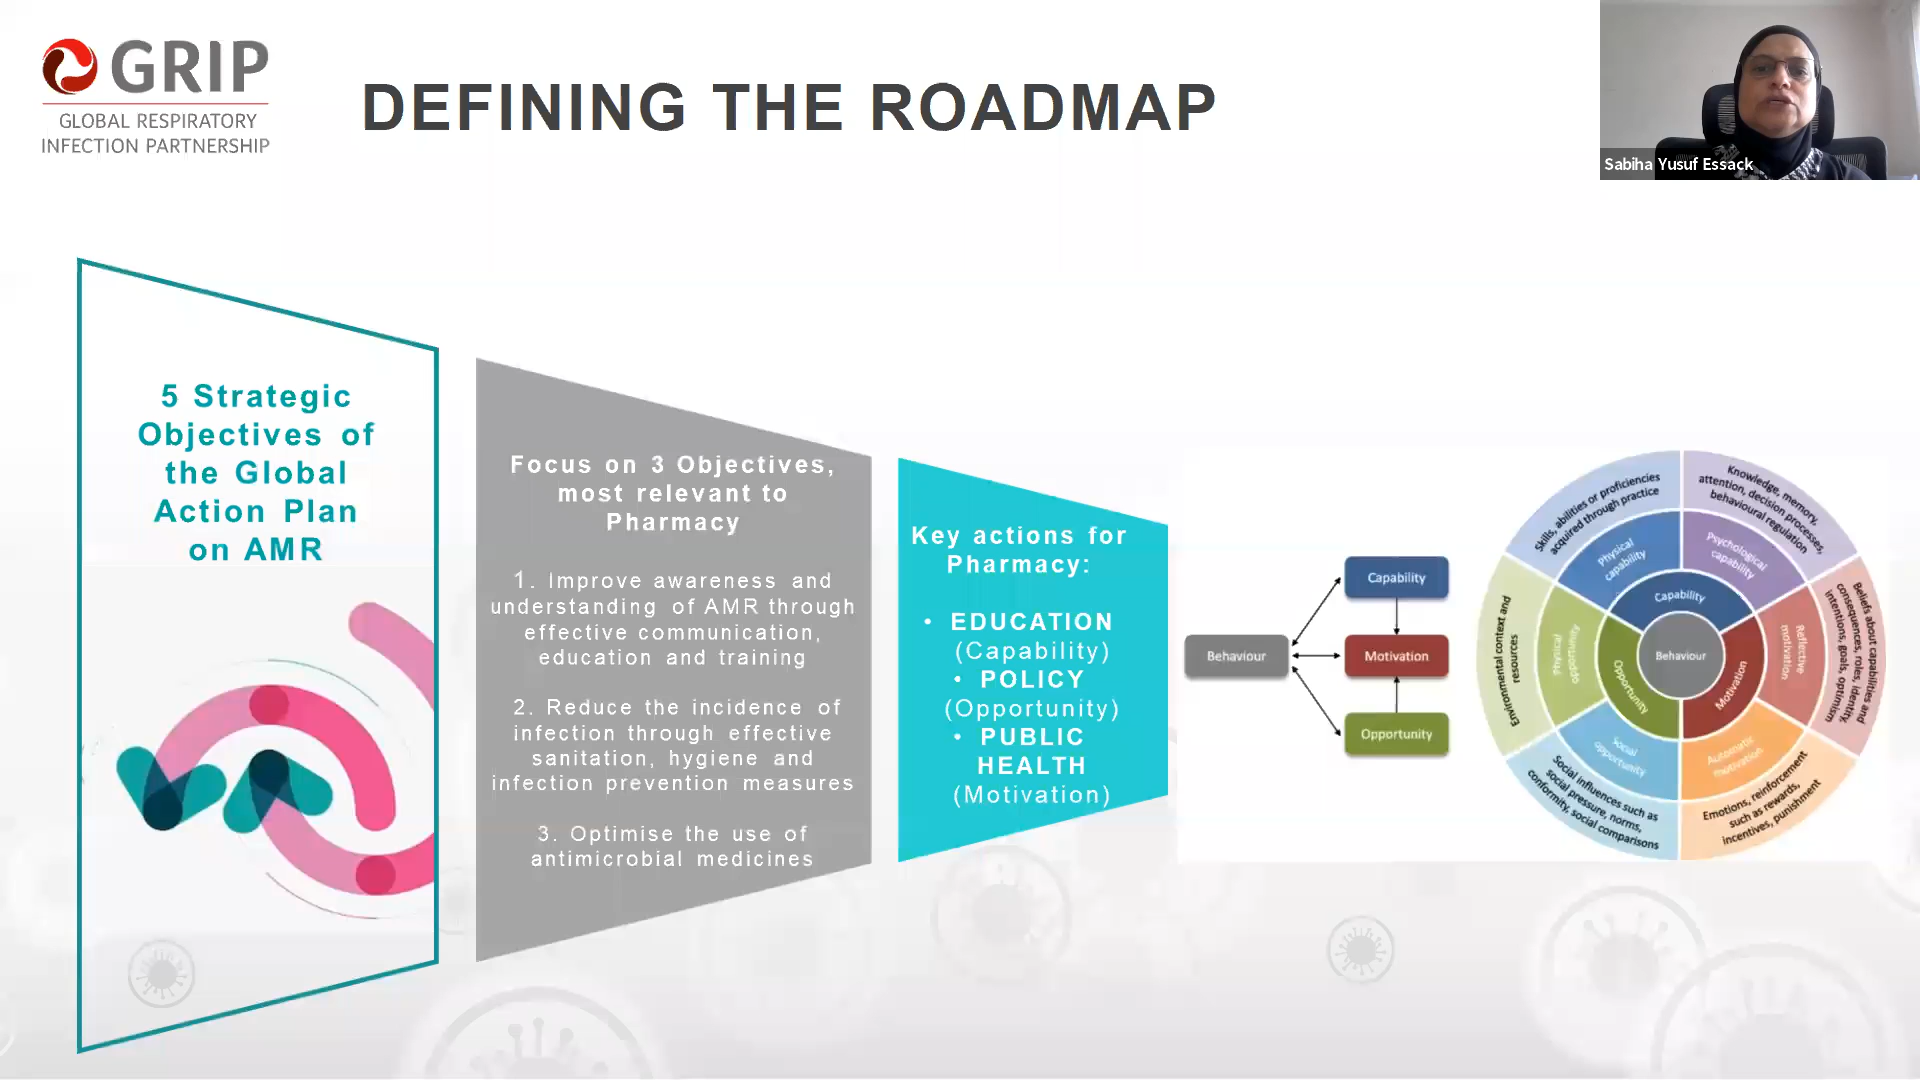 GRIP
GLOBAL RESPIRATORY
INFECTION PARTNERSHIP
DEFINING THE ROADMAP
Sabiha Yusuf Essack
5 Strategic
Objectives of
the Global
Action Plan
on AMR
Focus on 3 Objectives,
most relevant to
Pharmacy
1. Improve awareness and
understanding of AMR through
effective communication,
education and training
2. Reduce the incidence of
infection through effective
sanitation, hygiene and
infection prevention measures
3. Optimise the use of
antimicrobial medicines
Key actions for
Pharmacy:
• EDUCATION
(Capability)
• POLICY
(Opportunity)
• PUBLIC
HEALTH
(Motivation)
Behaviour
Capability
Motivation
Opportunity
Skills, abilities or proficiencies
acquired through practice
Knowledge, memory,
attention, decision processes,
behavioural regulation
Physical
capability
Psychological
capability
Capability
Environmental context and
resources
Physical
opportunity
Opportunity
Behaviour
Motivation
Reflective
motivation
Beliefs about capabilities and
consequences, roles, identity,
intentions, goals, optimism
Social
opportunity
Automatic
motivation
Social influences such as
social pressure, norms,
conformity, social comparisons
Emotions, reinforcement
such as rewards,
incentives, punishment